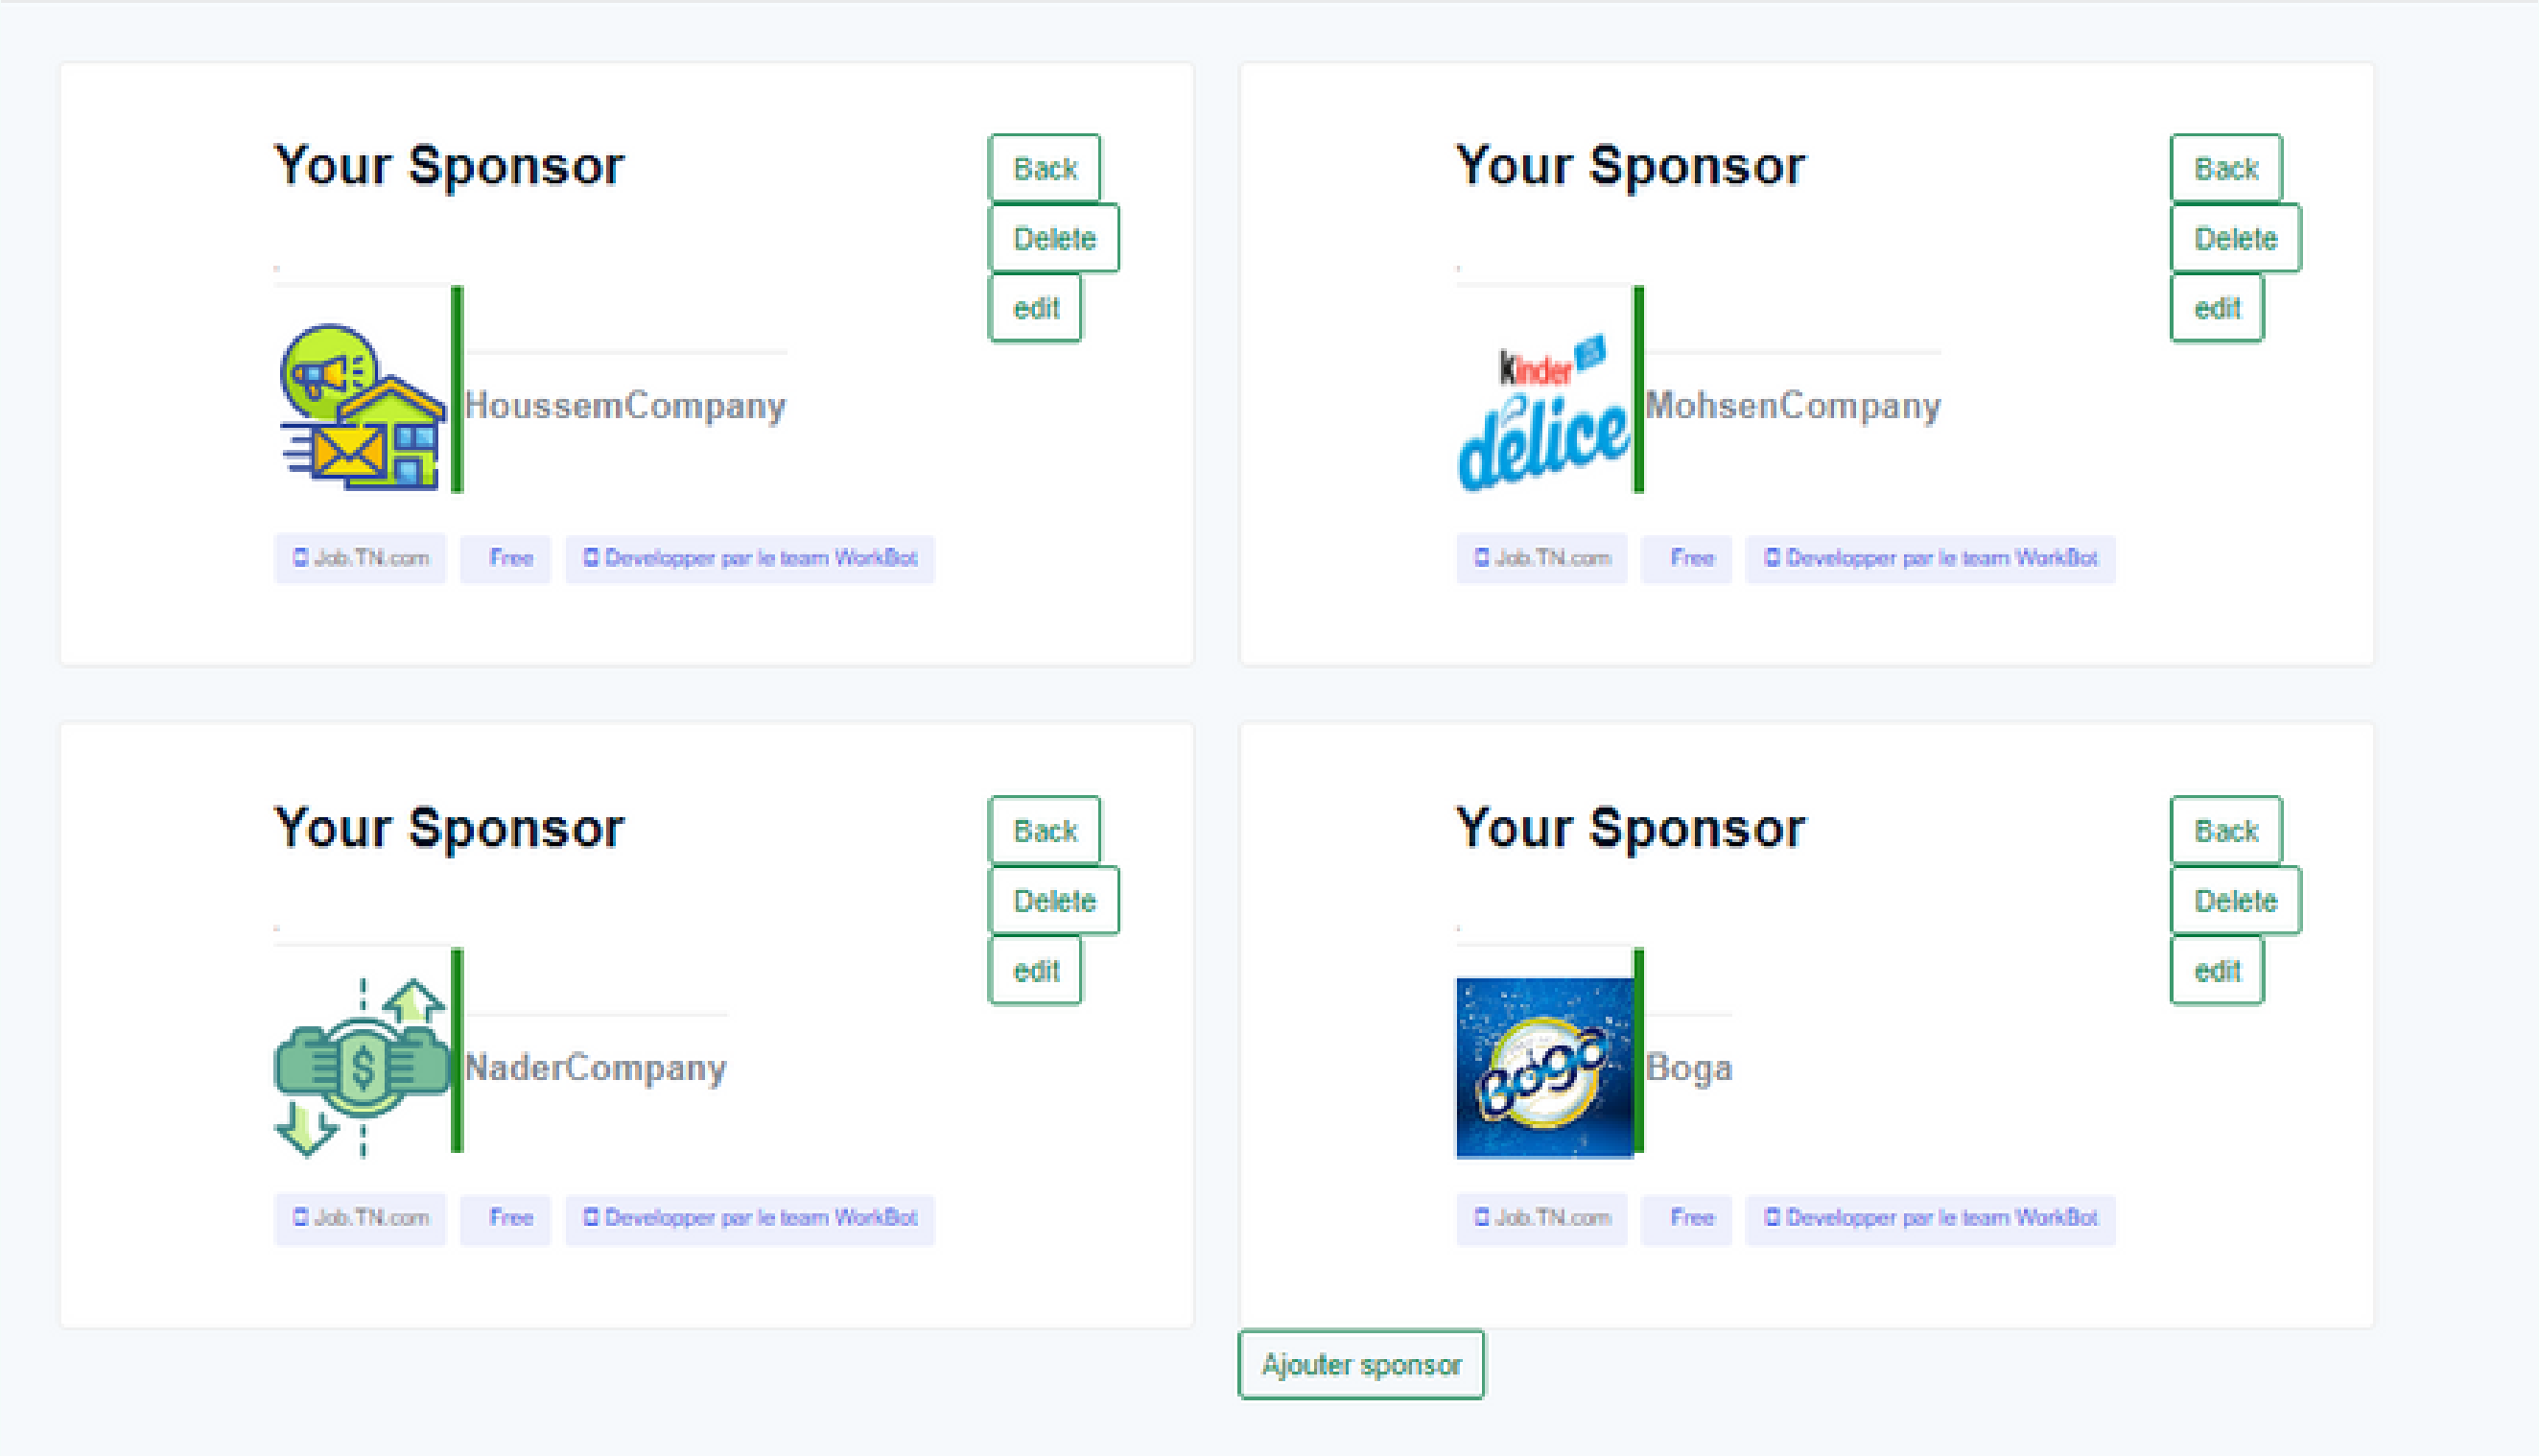 Your Sponsor
Back
Delete
edit
HoussemCompany
Job.TN.com Free Developper par le team WorkBot
Your Sponsor
Back
Delete
edit
kinder
délice
MohsenCompany
Job.TN.com Free Developper par le team WorkBot
Your Sponsor
Back
Delete
edit
$
NaderCompany
Job.TN.com Free Developper par le team WorkBot
Your Sponsor
Back
Delete
edit
Boga
Boga
Job.TN.com Free Developper par le team WorkBot
Ajouter sponsor